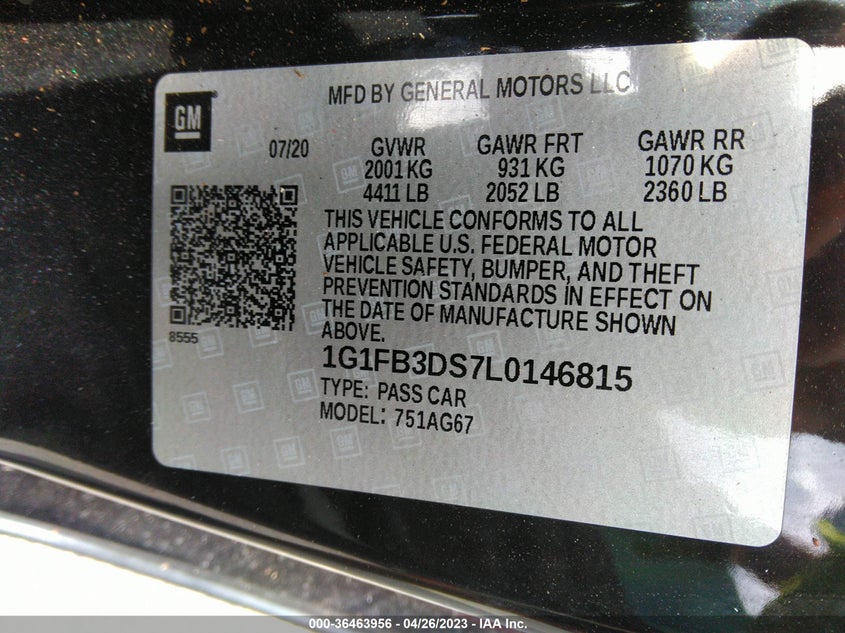 MFD BY GENERAL MOTORS LLC
GM
07/20 GVWR GAWR FRT GAWR RR
2001 KG 931 KG 1070 KG
4411 LB 2052 LB 2360 LB
THIS VEHICLE CONFORMS TO ALL
APPLICABLE U.S. FEDERAL MOTOR
VEHICLE SAFETY, BUMPER, AND THEFT
PREVENTION STANDARDS IN EFFECT ON
THE DATE OF MANUFACTURE SHOWN
ABOVE.
8555
1G1FB3DS7L0146815
TYPE: PASS CAR
MODEL: 751AG67
000-36463956 - 04/26/2023 - IAA Inc.